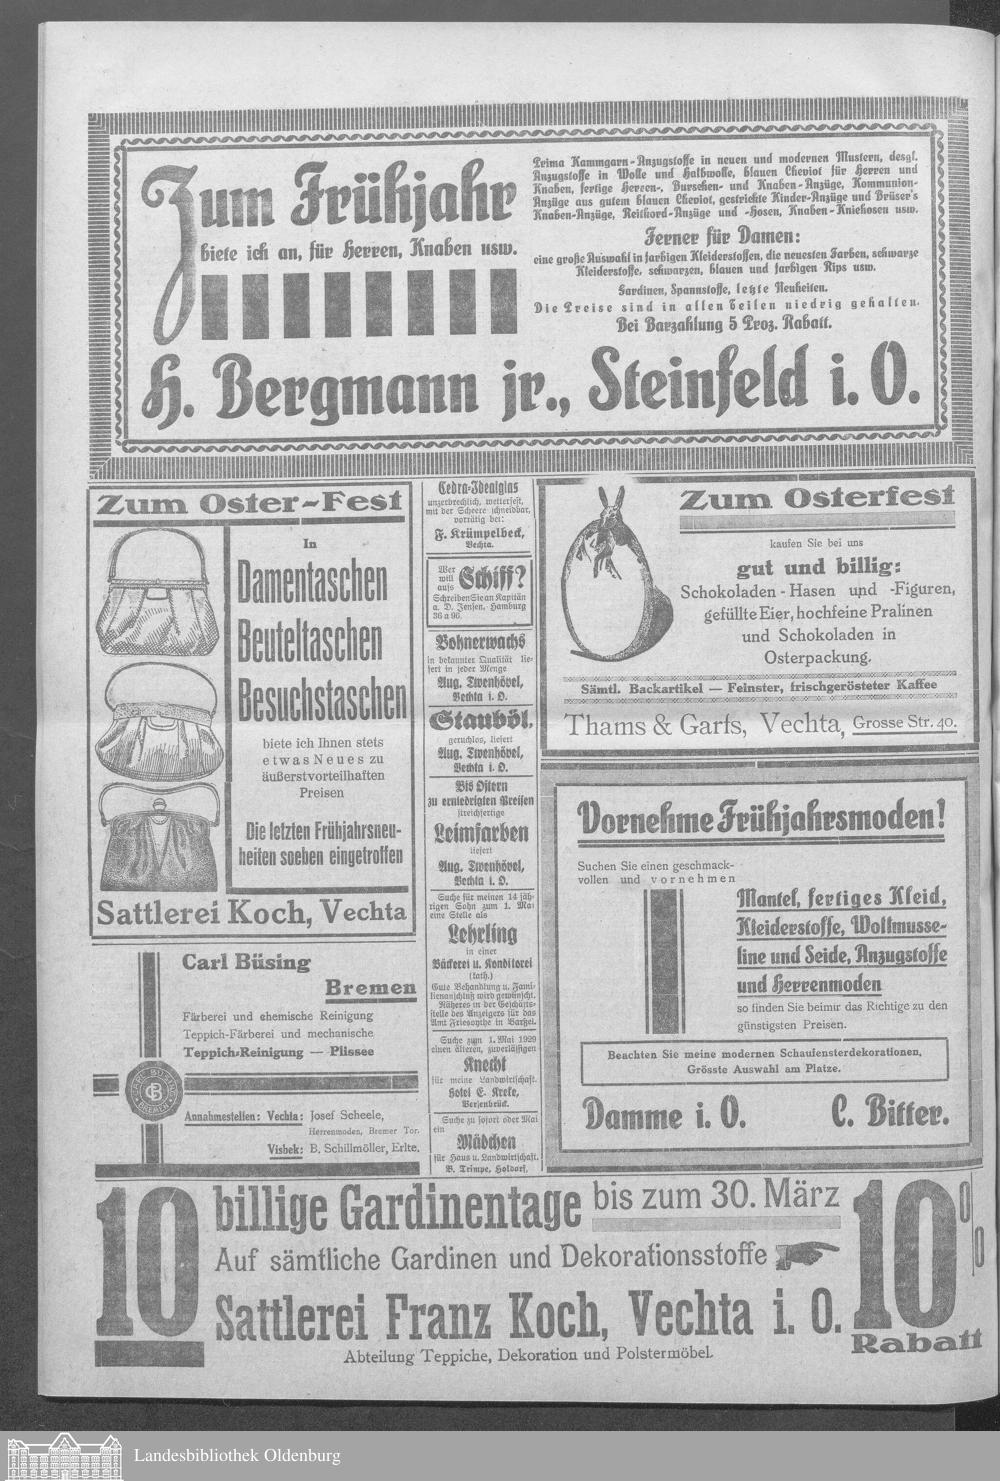 Zum Frühjahr
biete ich an, für Herren, Knaben usw.
Prima Kammgarn-Anzugstoffe in neuen und modernen Mustern, desgl.
Anzugstoffe in Wolle und Halbwolle, blauen Cheviot für Herren und
Knaben, fertige Herren-, Burschen- und Knaben-Anzüge, Kommunion-
Anzüge aus gutem blauen Cheviot, gestrickte Kinder-Anzüge und Brüser's
Knaben-Anzüge, Reitkord-Anzüge und -Hosen, Knaben-Kniehosen usw.
Ferner für Damen:
eine große Auswahl in farbigen Kleiderstoffen, die neuesten Farben, schwarze
Kleiderstoffe, schwarzen, blauen und farbigen Rips usw.
Gardinen, Spannstoffe, letzte Neuheiten.
Die Preise sind in allen Teilen niedrig gehalten.
Bei Barzahlung 5 Proz. Rabatt.
H. Bergmann jr., Steinfeld i. O.
Zum Oster-Fest
In
Damentaschen
Beuteltaschen
Besuchstaschen
biete ich Ihnen stets
etwas Neues zu
äußerstvorteilhaften
Preisen
Die letzten Frühjahrsneu-
heiten soeben eingetroffen
Sattlerei Koch, Vechta
Carl Büsing
Bremen
Färberei und chemische Reinigung
Teppich-Färberei und mechanische
Teppich-Reinigung — Plissee
CARL BÜSING
CB
BREMEN
Annahmestellen: Vechta: Josef Scheele,
Herrenmoden, Bremer Tor.
Visbek: B. Schillmöller, Erlte.
Cedra-Idealglas
unzerbrechlich, wetterfest,
mit der Scheere schneidbar,
vorrätig bei:
F. Krümpelbeck,
Vechta.
Wer
will
aufs
Schiff?
Schreiben Sie an Kapitän
a. D. Jensen, Hamburg
36 a 96.
Bohnerwachs
in bekannter Qualität lie-
fert in jeder Menge
Aug. Twenhövel,
Vechta i. O.
Stauböl,
geruchlos, liefert
Aug. Twenhövel,
Vechta i. O.
Bis Ostern
zu erniedrigten Preisen
streichfertige
Leimfarben
liefert
Aug. Twenhövel,
Vechta i. O.
Suche für meinen 14 jäh-
rigen Sohn zum 1. Mai
eine Stelle als
Lehrling
in einer
Bäckerei u. Konditorei
(kath.)
Gute Behandlung u. Fami-
lienanschluß wird gewünscht.
Näheres in der Geschäfts-
stelle des Anzeigers für das
Amt Friesoythe in Barßel.
Suche zum 1. Mai 1929
einen älteren, zuverlässigen
Knecht
für meine Landwirtschaft.
Hotel C. Kreke,
Bersenbrück.
Suche zu sofort oder Mai
ein
Mädchen
für Haus u. Landwirtschaft.
B. Trimpe, Holdorf.
Zum Osterfest
kaufen Sie bei uns
gut und billig:
Schokoladen-Hasen und -Figuren,
gefüllte Eier, hochfeine Pralinen
und Schokoladen in
Osterpackung.
Sämtl. Backartikel — Feinster, frischgerösteter Kaffee
Thams & Garfs, Vechta, Grosse Str. 40.
Vornehme Frühjahrsmoden!
Suchen Sie einen geschmack-
vollen und vornehmen
Mantel, fertiges Kleid,
Kleiderstoffe, Wollmusse-
line und Seide, Anzugstoffe
und Herrenmoden
so finden Sie beimir das Richtige zu den
günstigsten Preisen.
Beachten Sie meine modernen Schaufensterdekorationen,
Grösste Auswahl am Platze.
Damme i. O. C. Bitter.
10 billige Gardinentage bis zum 30. März
Auf sämtliche Gardinen und Dekorationsstoffe
10% Rabatt
Sattlerei Franz Koch, Vechta i. O.
Abteilung Teppiche, Dekoration und Polstermöbel.
Landesbibliothek Oldenburg